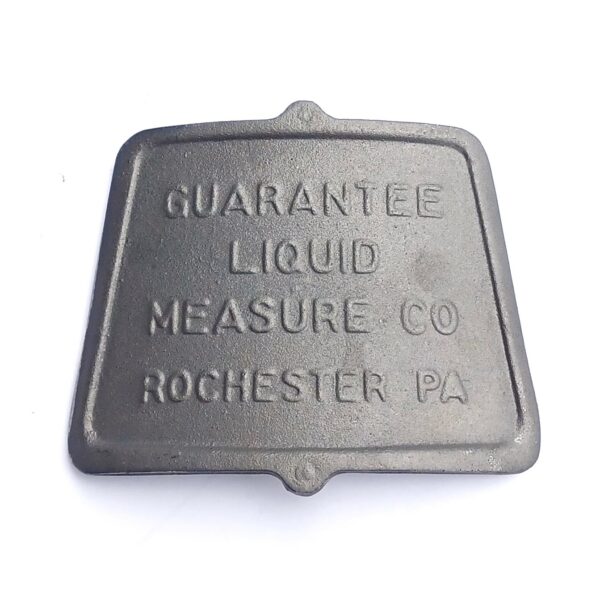 GUARANTEE
LIQUID
MEASURE CO
ROCHESTER PA